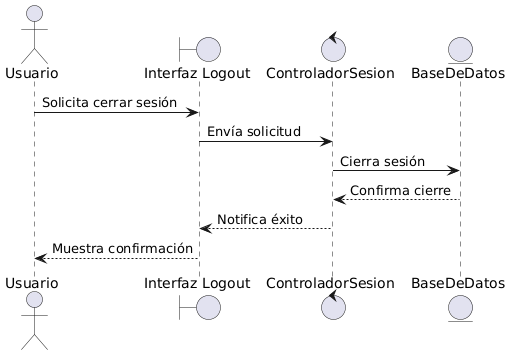 Usuario Interfaz Logout ControladorSesion BaseDeDatos
Solicita cerrar sesión
Envía solicitud
Cierra sesión
Confirma cierre
Notifica éxito
Muestra confirmación
Usuario Interfaz Logout ControladorSesion BaseDeDatos